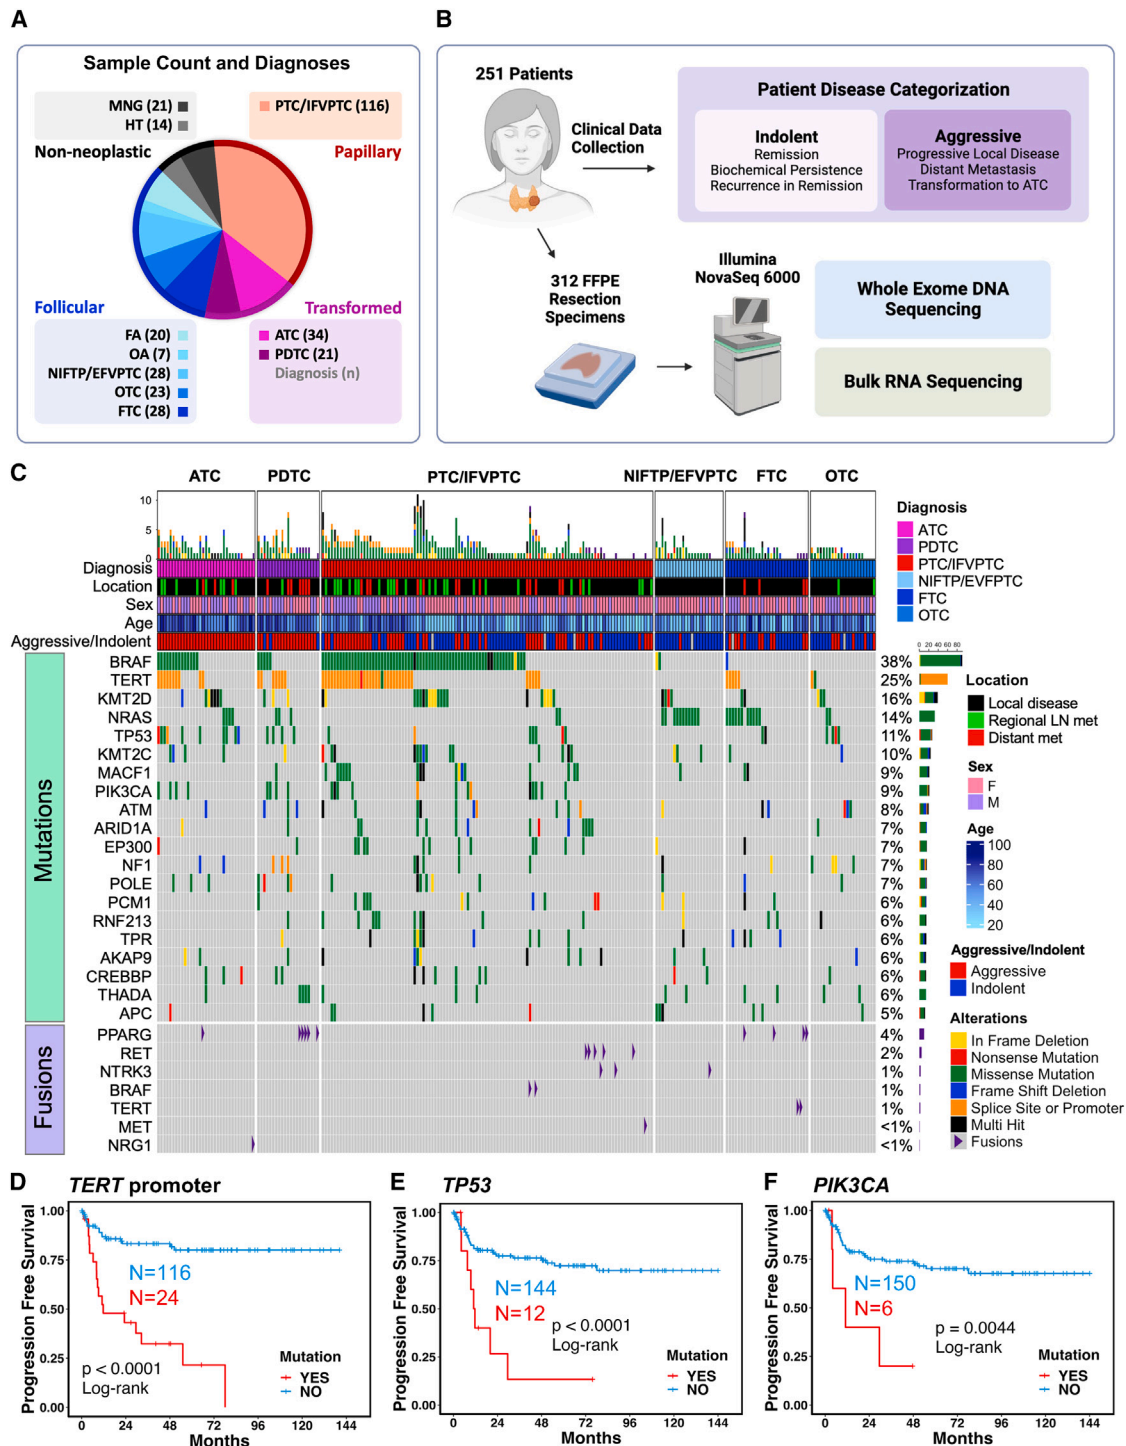 A
Sample Count and Diagnoses
MNG (21)
HT (14)
Non-neoplastic
PTC/IFVPTC (116)
Papillary
Follicular
FA (20)
OA (7)
NIFTP/EFVPTC (28)
OTC (23)
FTC (28)
Transformed
ATC (34)
PDTC (21)
Diagnosis (n)
B
251 Patients
Clinical Data
Collection
Patient Disease Categorization
Indolent
Remission
Biochemical Persistence
Recurrence in Remission
Aggressive
Progressive Local Disease
Distant Metastasis
Transformation to ATC
312 FFPE
Resection
Specimens
Illumina
NovaSeq 6000
Whole Exome DNA
Sequencing
Bulk RNA Sequencing
C
ATC PDTC PTC/IFVPTC NIFTP/EFVPTC FTC OTC
10
5
0
Diagnosis
Location
Sex
Age
Aggressive/Indolent
Mutations
BRAF 38%
TERT 25%
KMT2D 16%
NRAS 14%
TP53 11%
KMT2C 10%
MACF1 9%
PIK3CA 9%
ATM 8%
ARID1A 7%
EP300 7%
NF1 7%
POLE 7%
PCM1 6%
RNF213 6%
TPR 6%
AKAP9 6%
CREBBP 6%
THADA 6%
APC 5%
Fusions
PPARG 4%
RET 2%
NTRK3 1%
BRAF 1%
TERT 1%
MET <1%
NRG1 <1%
0 20 40 60 80
Diagnosis
ATC
PDTC
PTC/IFVPTC
NIFTP/EVFPTC
FTC
OTC
Location
Local disease
Regional LN met
Distant met
Sex
F
M
Age
100
80
60
40
20
Aggressive/Indolent
Aggressive
Indolent
Alterations
In Frame Deletion
Nonsense Mutation
Missense Mutation
Frame Shift Deletion
Splice Site or Promoter
Multi Hit
Fusions
D
TERT promoter
Progression Free Survival
1.00
0.75
0.50
0.25
0.00
N=116
N=24
p < 0.0001
Log-rank
Mutation
YES
NO
0 24 48 72 96 120 144
Months
E
TP53
Progression Free Survival
1.00
0.75
0.50
0.25
0.00
N=144
N=12
p < 0.0001
Log-rank
Mutation
YES
NO
0 24 48 72 96 120 144
Months
F
PIK3CA
Progression Free Survival
1.00
0.75
0.50
0.25
0.00
N=150
N=6
p = 0.0044
Log-rank
Mutation
YES
NO
0 24 48 72 96 120 144
Months